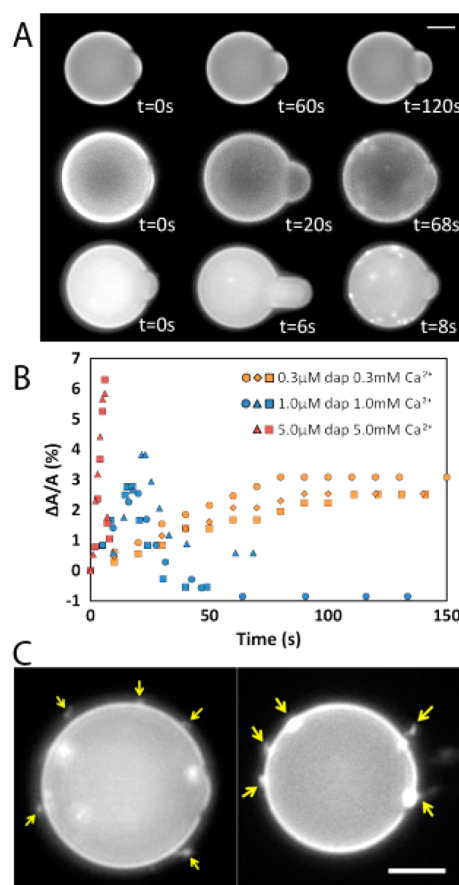 A
t=0s
t=60s
t=120s
t=0s
t=20s
t=68s
t=0s
t=6s
t=8s
B
7
6
5
4
3
2
1
0
-1
ΔA/A (%)
0.3μM dap 0.3mM Ca²⁺
1.0μM dap 1.0mM Ca²⁺
5.0μM dap 5.0mM Ca²⁺
0 50 100 150
Time (s)
C